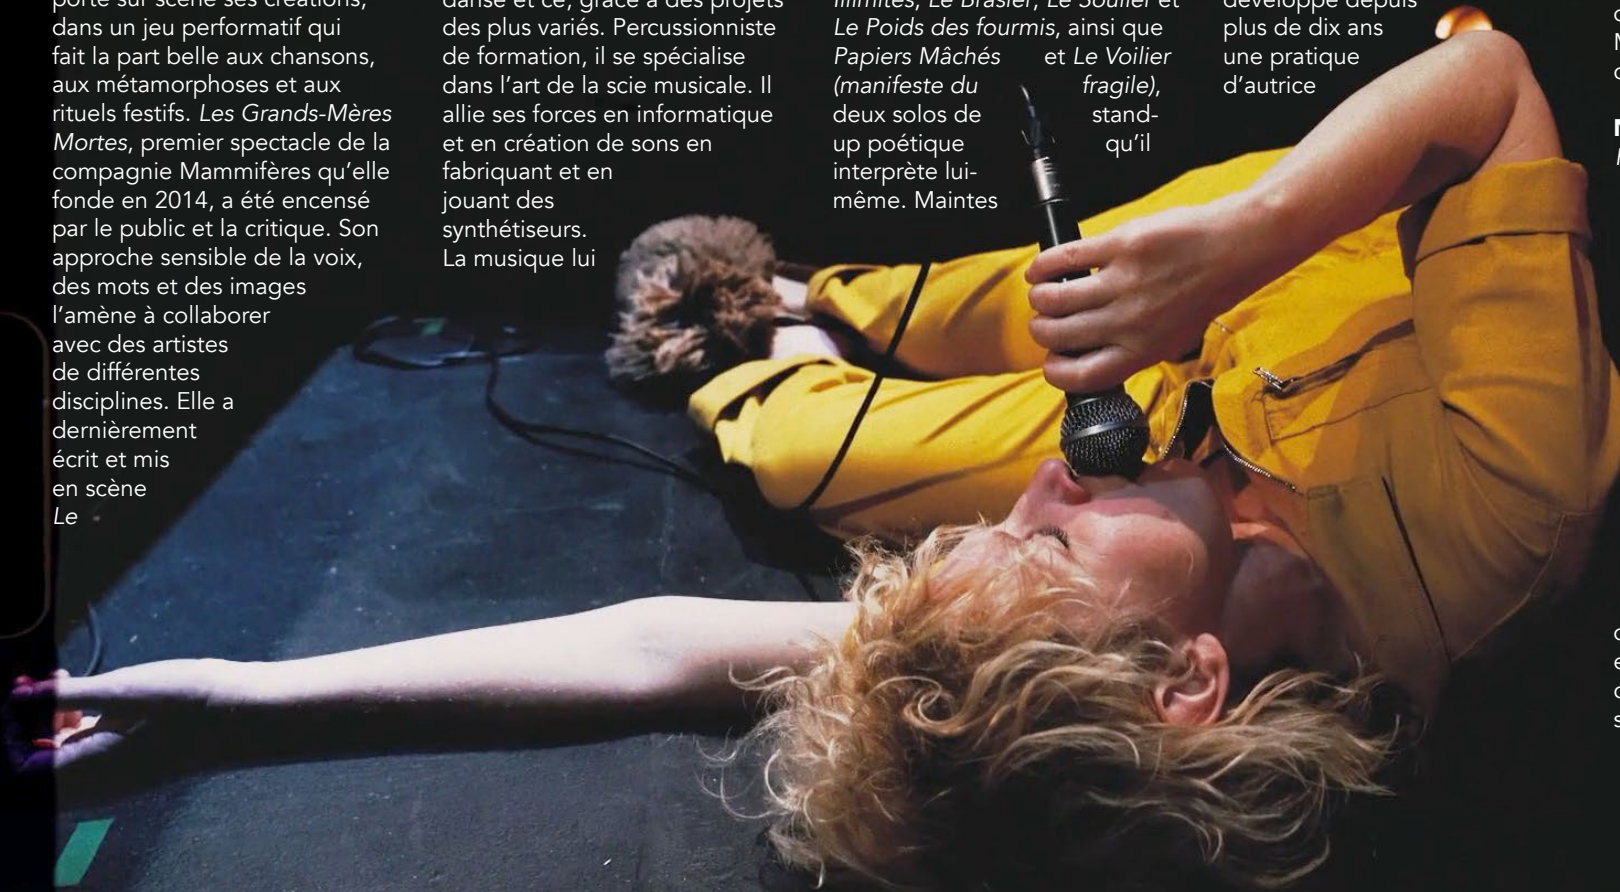 porte sur scène ses créations,
dans un jeu performatif qui
fait la part belle aux chansons,
aux métamorphoses et aux
rituels festifs. Les Grands-Mères
Mortes, premier spectacle de la
compagnie Mammifères qu’elle
fonde en 2014, a été encensé
par le public et la critique. Son
approche sensible de la voix,
des mots et des images
l’amène à collaborer
avec des artistes
de différentes
disciplines. Elle a
dernièrement
écrit et mis
en scène
Le
danse et ce, grâce à des projets
des plus variés. Percussionniste
de formation, il se spécialise
dans l’art de la scie musicale. Il
allie ses forces en informatique
et en création de sons en
fabriquant et en
jouant des
synthétiseurs.
La musique lui
Illimités, Le Brasier, Le Soulier et
Le Poids des fourmis, ainsi que
Papiers Mâchés et Le Voilier
(manifeste du fragile),
deux solos de stand-
up poétique qu’il
interprète lui-
même. Maintes
développe depuis
plus de dix ans
une pratique
d’autrice